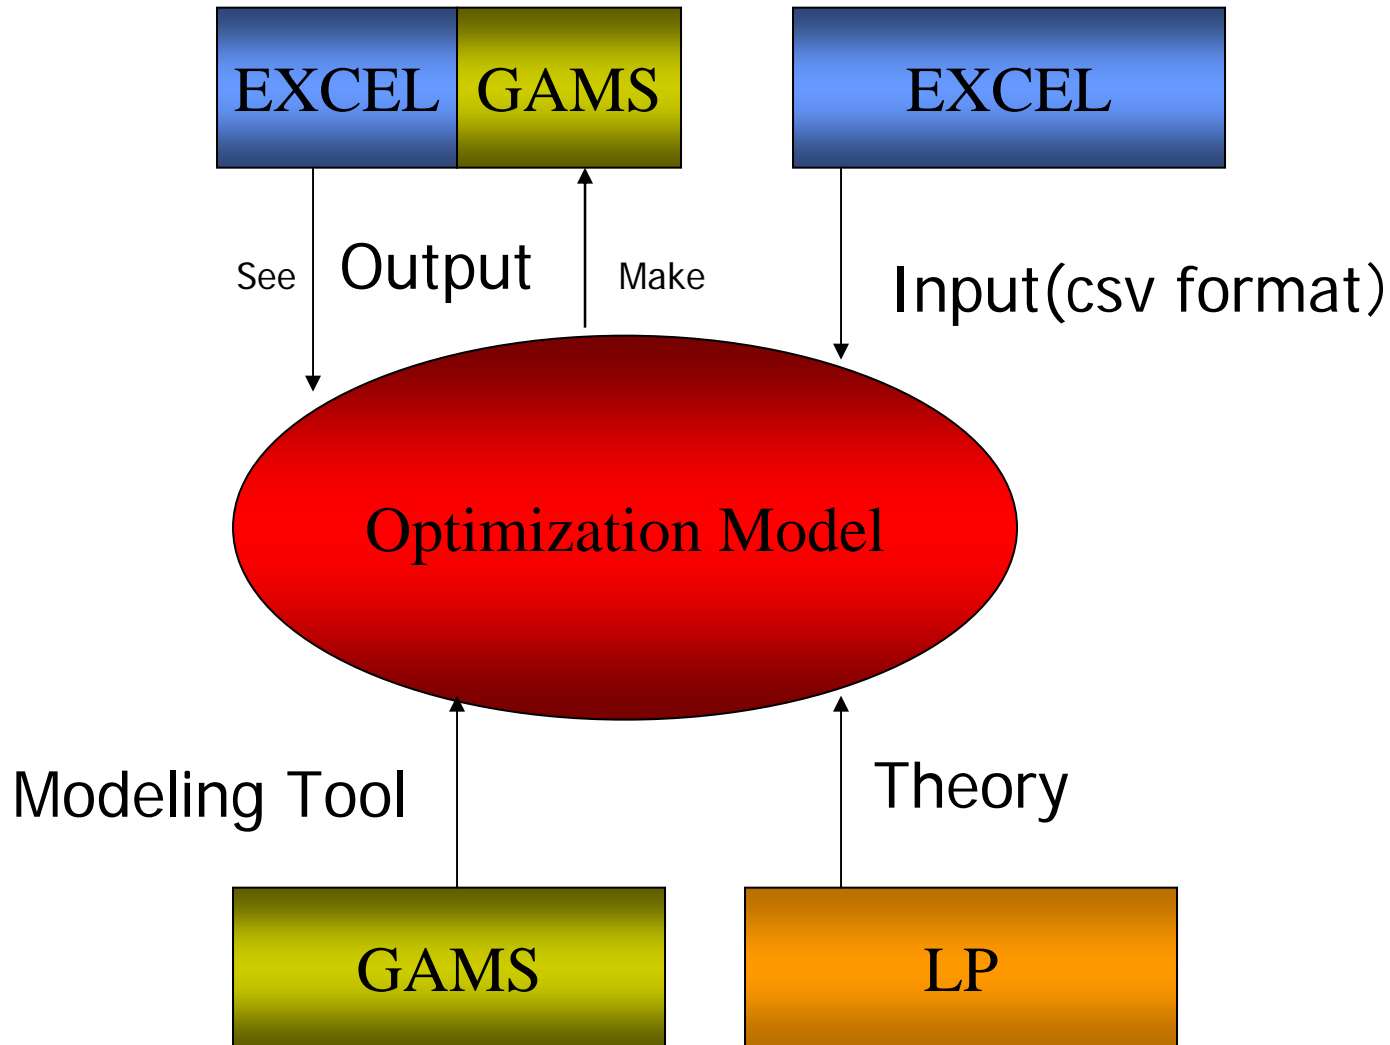 EXCEL GAMS EXCEL
See Output Make Input(csv format)
Optimization Model
Modeling Tool Theory
GAMS LP